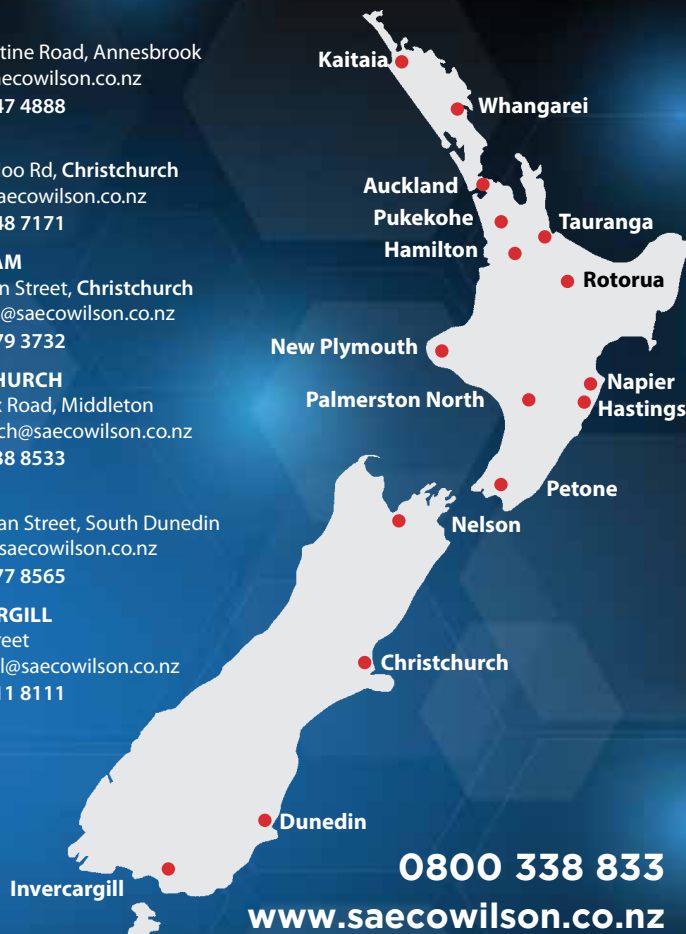 tine Road, Annesbrook
aecowilson.co.nz
47 4888
loo Rd, Christchurch
aecowilson.co.nz
48 7171
AM
n Street, Christchurch
@saecowilson.co.nz
79 3732
HURCH
x Road, Middleton
ch@saecowilson.co.nz
38 8533
an Street, South Dunedin
saecowilson.co.nz
77 8565
RGILL
reet
l@saecowilson.co.nz
11 8111
Kaitaia
Whangarei
Auckland
Pukekohe
Tauranga
Hamilton
Rotorua
New Plymouth
Napier
Palmerston North
Hastings
Petone
Nelson
Christchurch
Dunedin
Invercargill
0800 338 833
www.saecowilson.co.nz